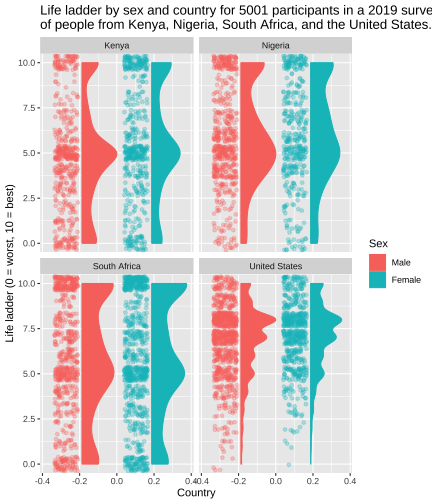 Life ladder by sex and country for 5001 participants in a 2019 surve
of people from Kenya, Nigeria, South Africa, and the United States.
Kenya Nigeria
10.0
7.5
5.0
2.5
0.0
South Africa United States
10.0
7.5
5.0
2.5
0.0
-0.4 -0.2 0.0 0.2 0.4 -0.4 -0.2 0.0 0.2 0.4
Country
Life ladder (0 = worst, 10 = best)
Sex
Male
Female